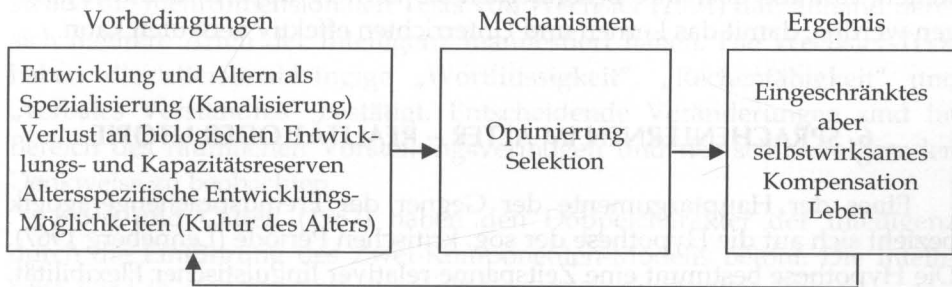 Vorbedingungen
Mechanismen
Ergebnis
Entwicklung und Altern als
Spezialisierung (Kanalisierung)
Verlust in biologischen Entwick-
lungs- und Kapazitätsreserven
Altersspezifische Entwicklungs-
Möglichkeiten (Kultur des Alters)
Optimierung
Selektion
Eingeschränktes
aber
selbstwirksames
Kompensation
Leben